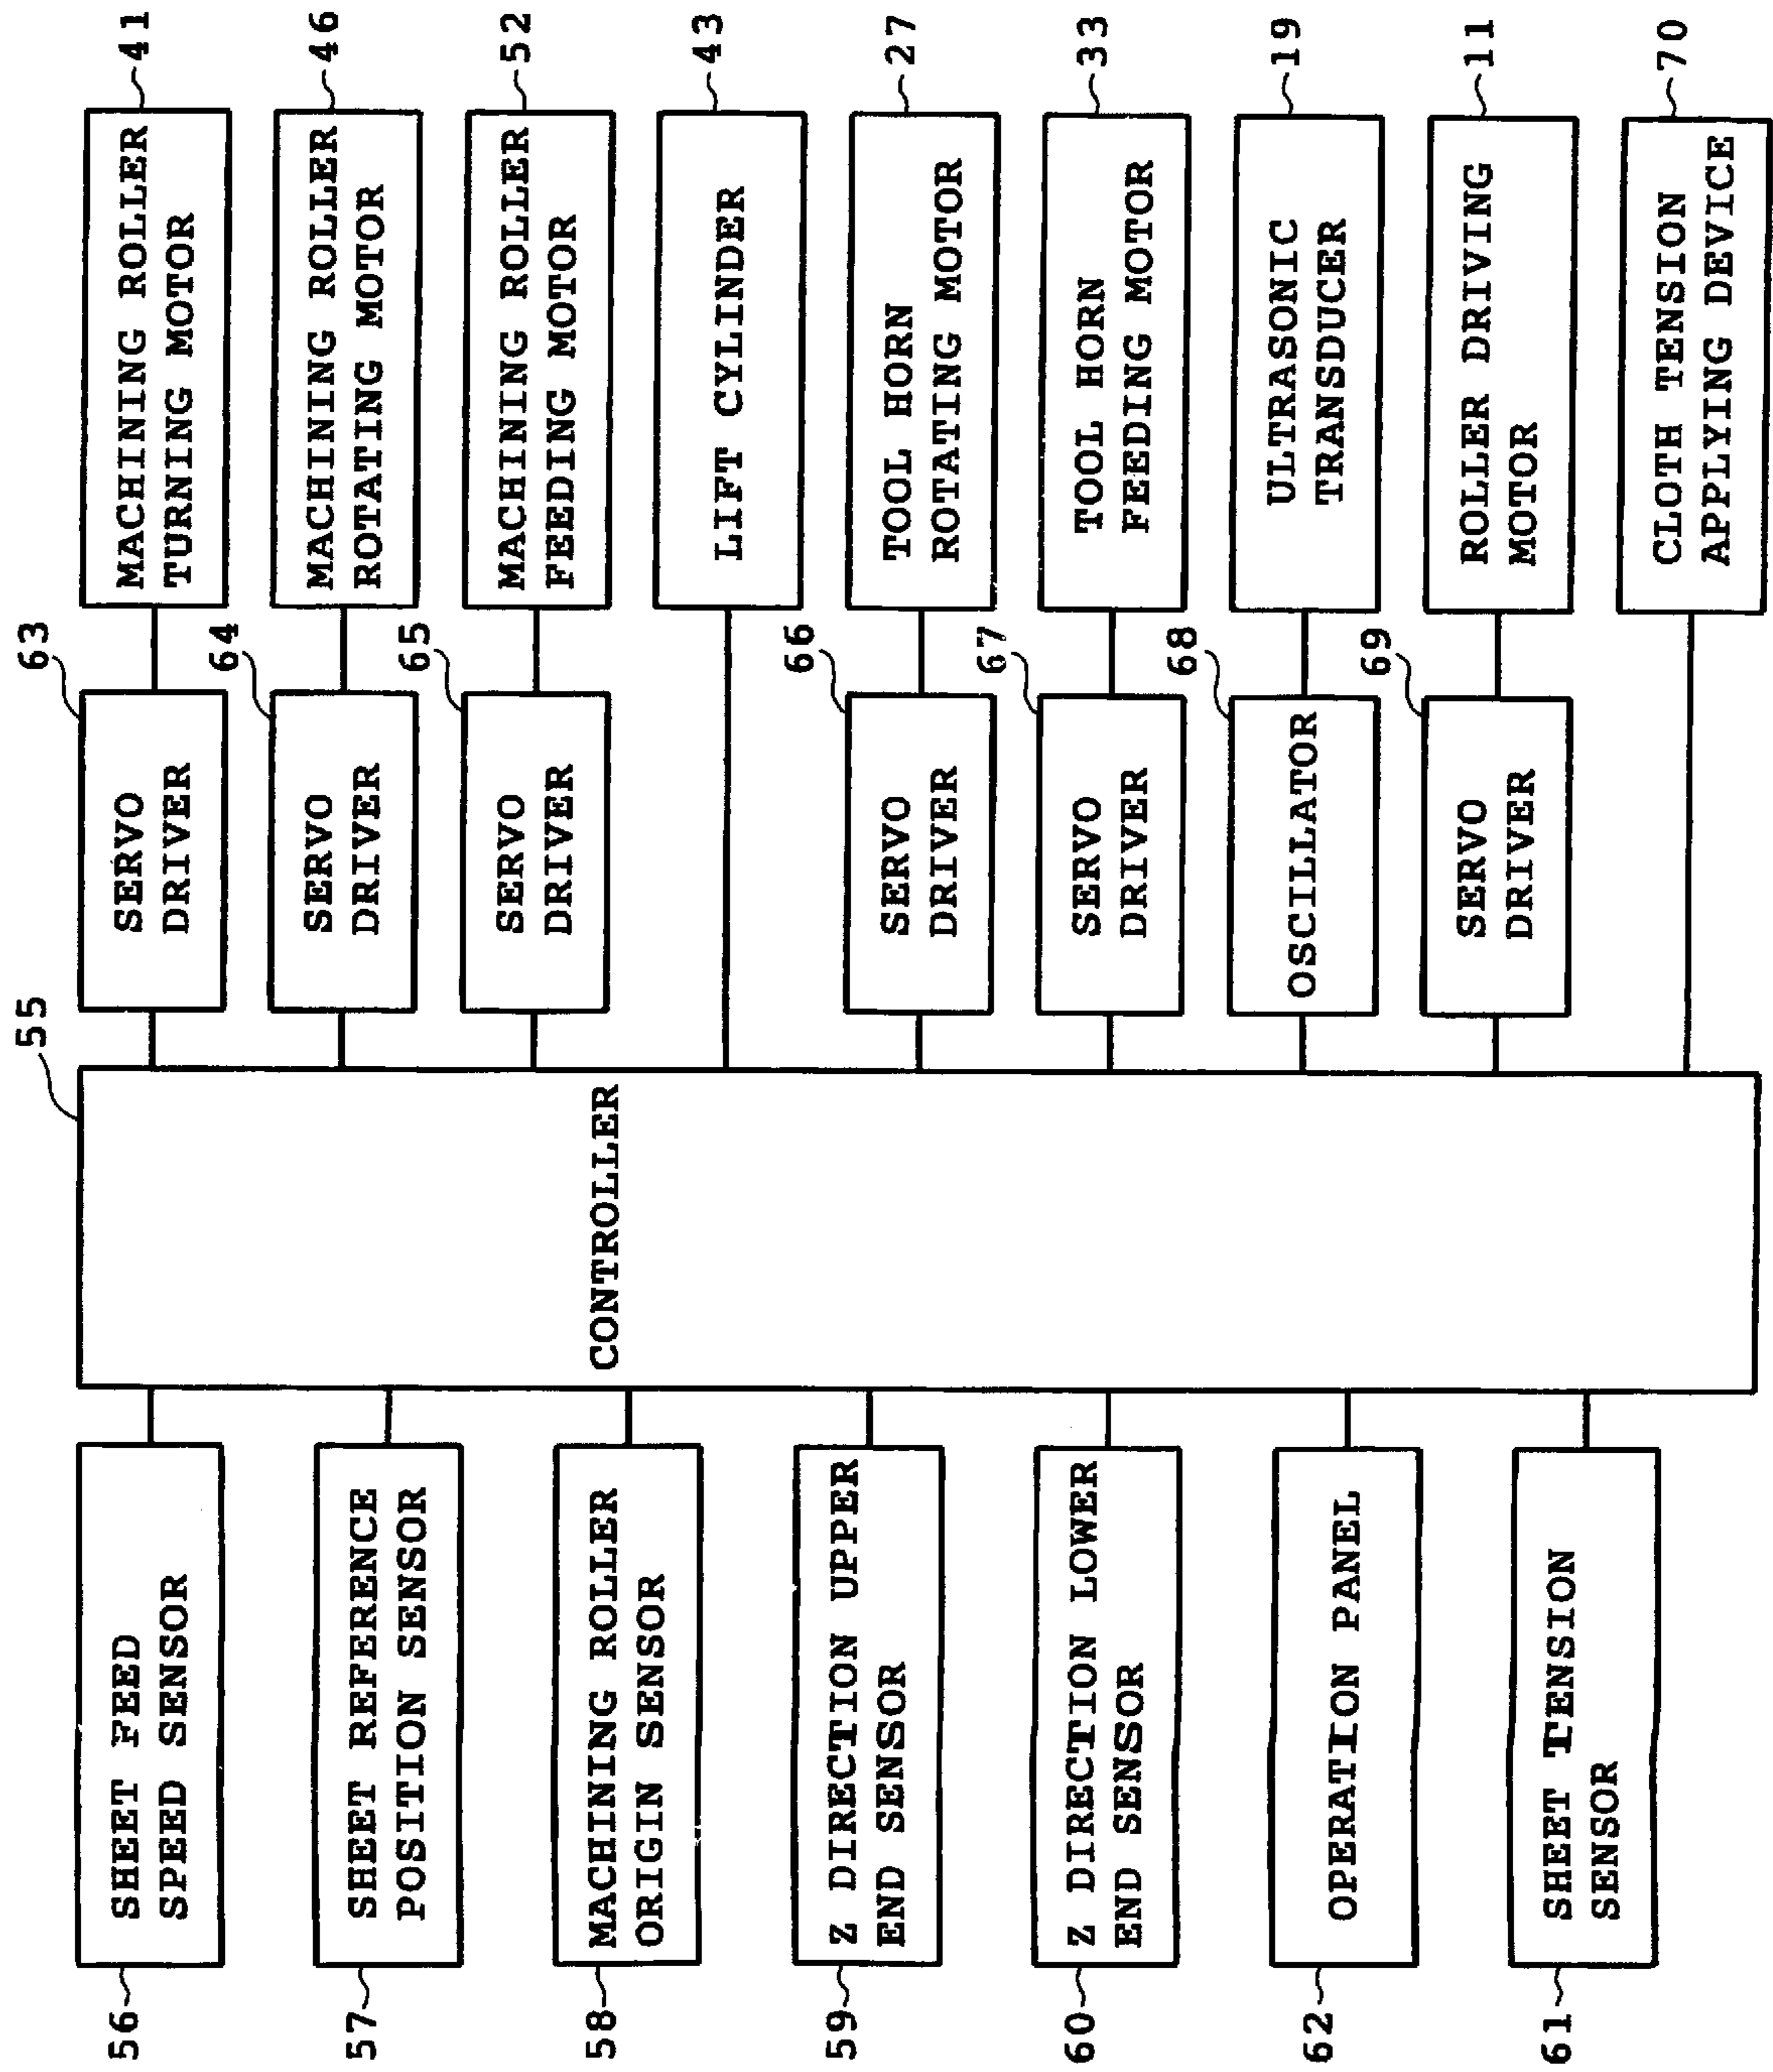 56
SHEET FEED
SPEED SENSOR
57
SHEET REFERENCE
POSITION SENSOR
58
MACHINING ROLLER
ORIGIN SENSOR
59
Z DIRECTION UPPER
END SENSOR
60
Z DIRECTION LOWER
END SENSOR
62
OPERATION PANEL
61
SHEET TENSION
SENSOR
55
CONTROLLER
63
SERVO
DRIVER
MACHINING ROLLER
TURNING MOTOR
41
64
SERVO
DRIVER
MACHINING ROLLER
ROTATING MOTOR
46
65
SERVO
DRIVER
MACHINING ROLLER
FEEDING MOTOR
52
LIFT CYLINDER
43
66
SERVO
DRIVER
TOOL HORN
ROTATING MOTOR
27
67
SERVO
DRIVER
TOOL HORN
FEEDING MOTOR
33
68
OSCILLATOR
ULTRASONIC
TRANSDUCER
19
69
SERVO
DRIVER
ROLLER DRIVING
MOTOR
11
CLOTH TENSION
APPLYING DEVICE
70